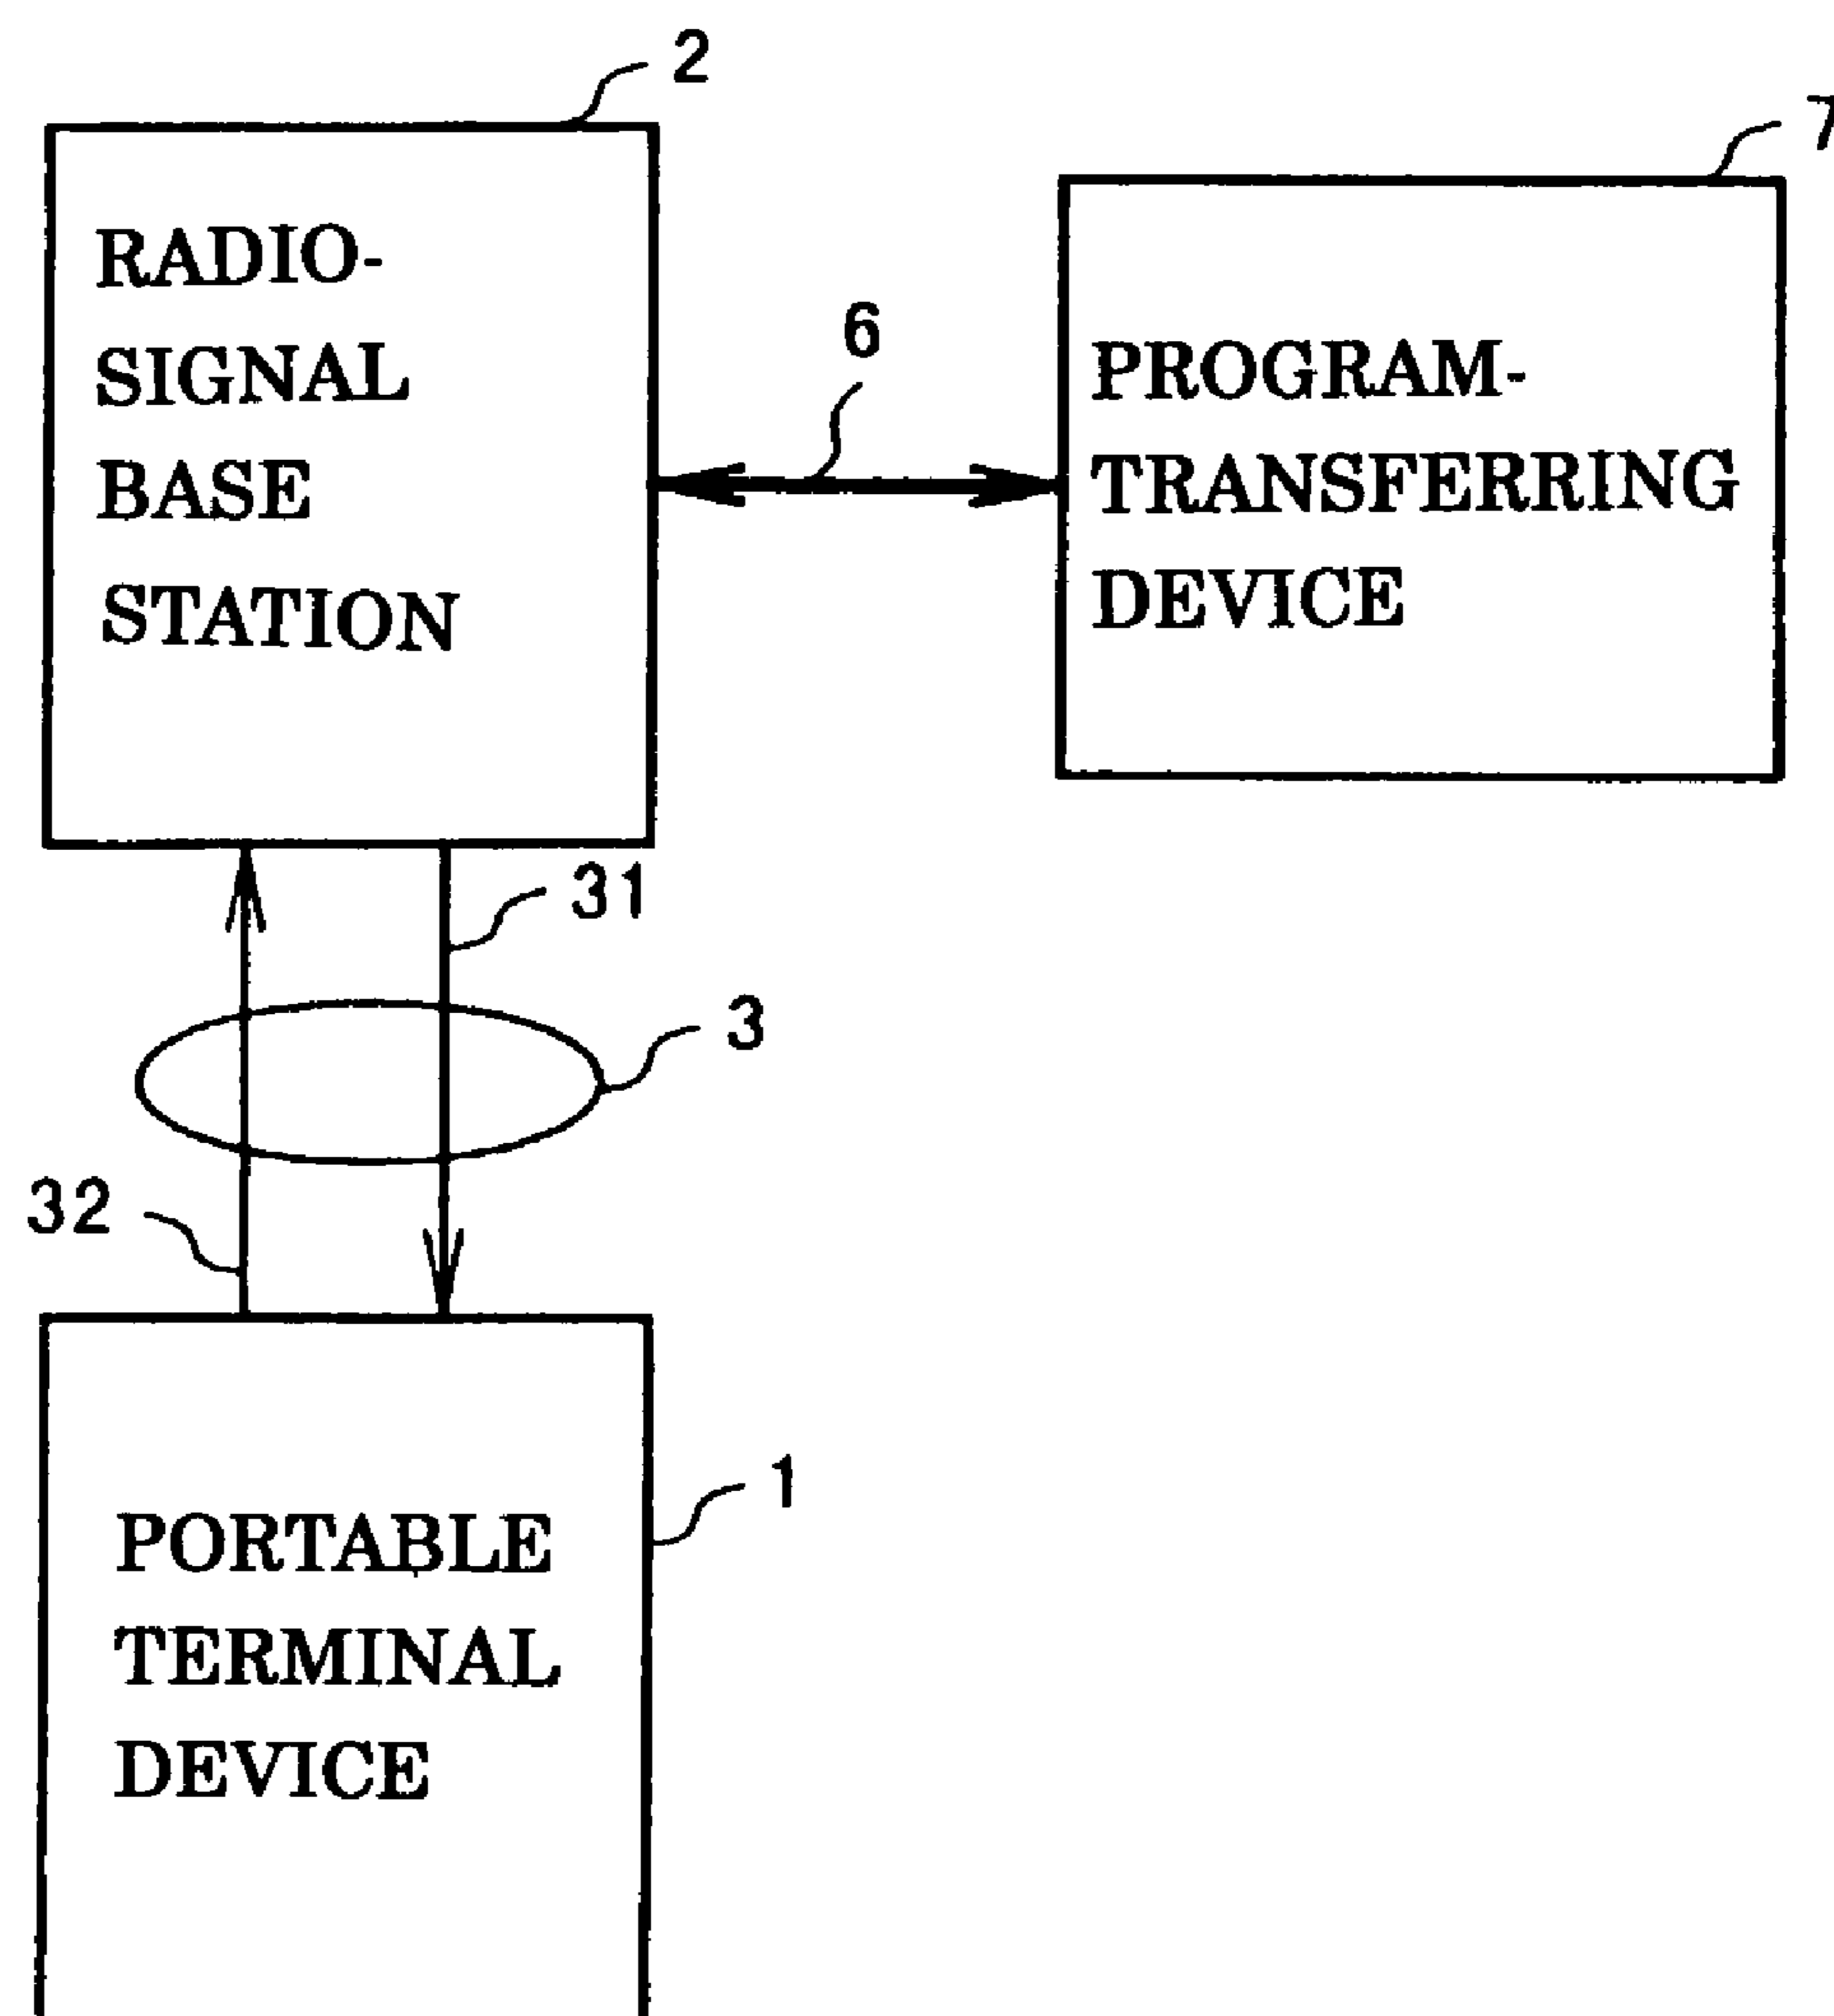 2
7
RADIO-
SIGNAL
BASE
STATION
6
PROGRAM-
TRANSFERRING
DEVICE
31
3
32
1
PORTABLE
TERMINAL
DEVICE